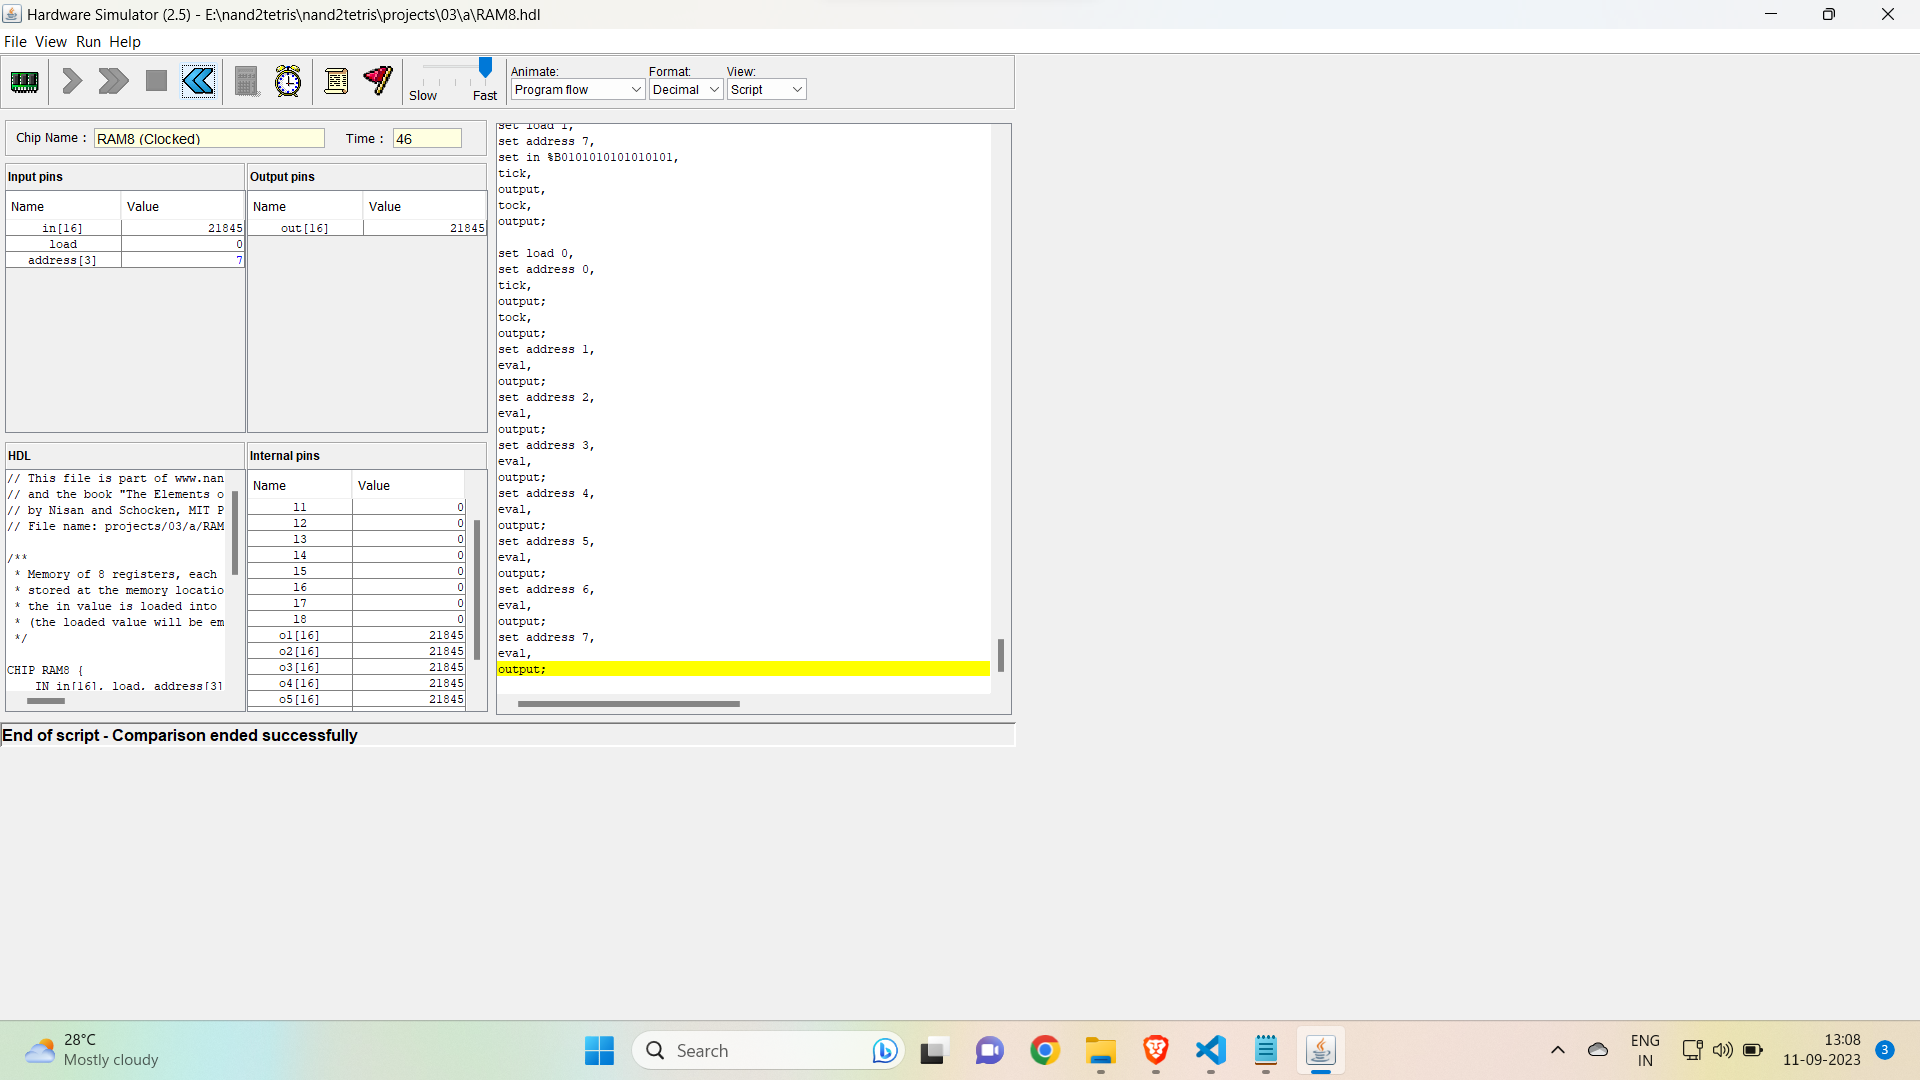 Hardware Simulator (2.5) - E:\nand2tetris\nand2tetris\projects\03\a\RAM8.hdl
File View Run Help
Slow Fast
Animate: Format: View:
Program flow Decimal Script
Chip Name : RAM8 (Clocked) Time : 46
Input pins
Name Value
in[16] 21845
load 0
address[3] 7
Output pins
Name Value
out[16] 21845
HDL
// This file is part of www.nan
// and the book "The Elements o
// by Nisan and Schocken, MIT P
// File name: projects/03/a/RAM
/**
* Memory of 8 registers, each
* stored at the memory locatio
* the in value is loaded into
* (the loaded value will be em
*/
CHIP RAM8 {
IN in[16], load, address[3]
Internal pins
Name Value
l1 0
l2 0
l3 0
l4 0
l5 0
l6 0
l7 0
l8 0
o1[16] 21845
o2[16] 21845
o3[16] 21845
o4[16] 21845
o5[16] 21845
set load 1,
set address 7,
set in %B0101010101010101,
tick,
output,
tock,
output;
set load 0,
set address 0,
tick,
output;
tock,
output;
set address 1,
eval,
output;
set address 2,
eval,
output;
set address 3,
eval,
output;
set address 4,
eval,
output;
set address 5,
eval,
output;
set address 6,
eval,
output;
set address 7,
eval,
output;
End of script - Comparison ended successfully
28°C
Mostly cloudy
Search
ENG
IN
13:08
11-09-2023
3